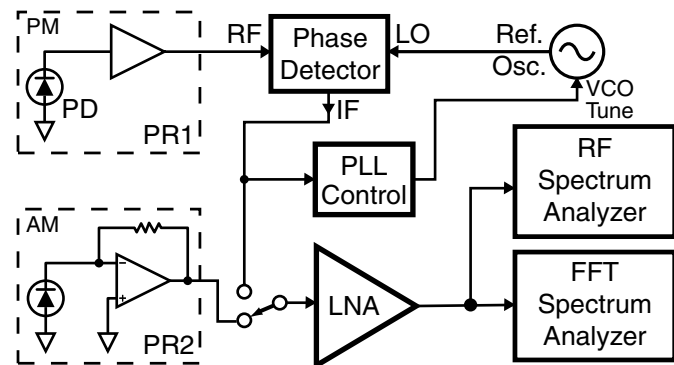 PM
PD
PR1
RF
Phase
Detector
LO
Ref.
Osc.
IF
VCO
Tune
PLL
Control
RF
Spectrum
Analyzer
AM
−
+
PR2
LNA
FFT
Spectrum
Analyzer